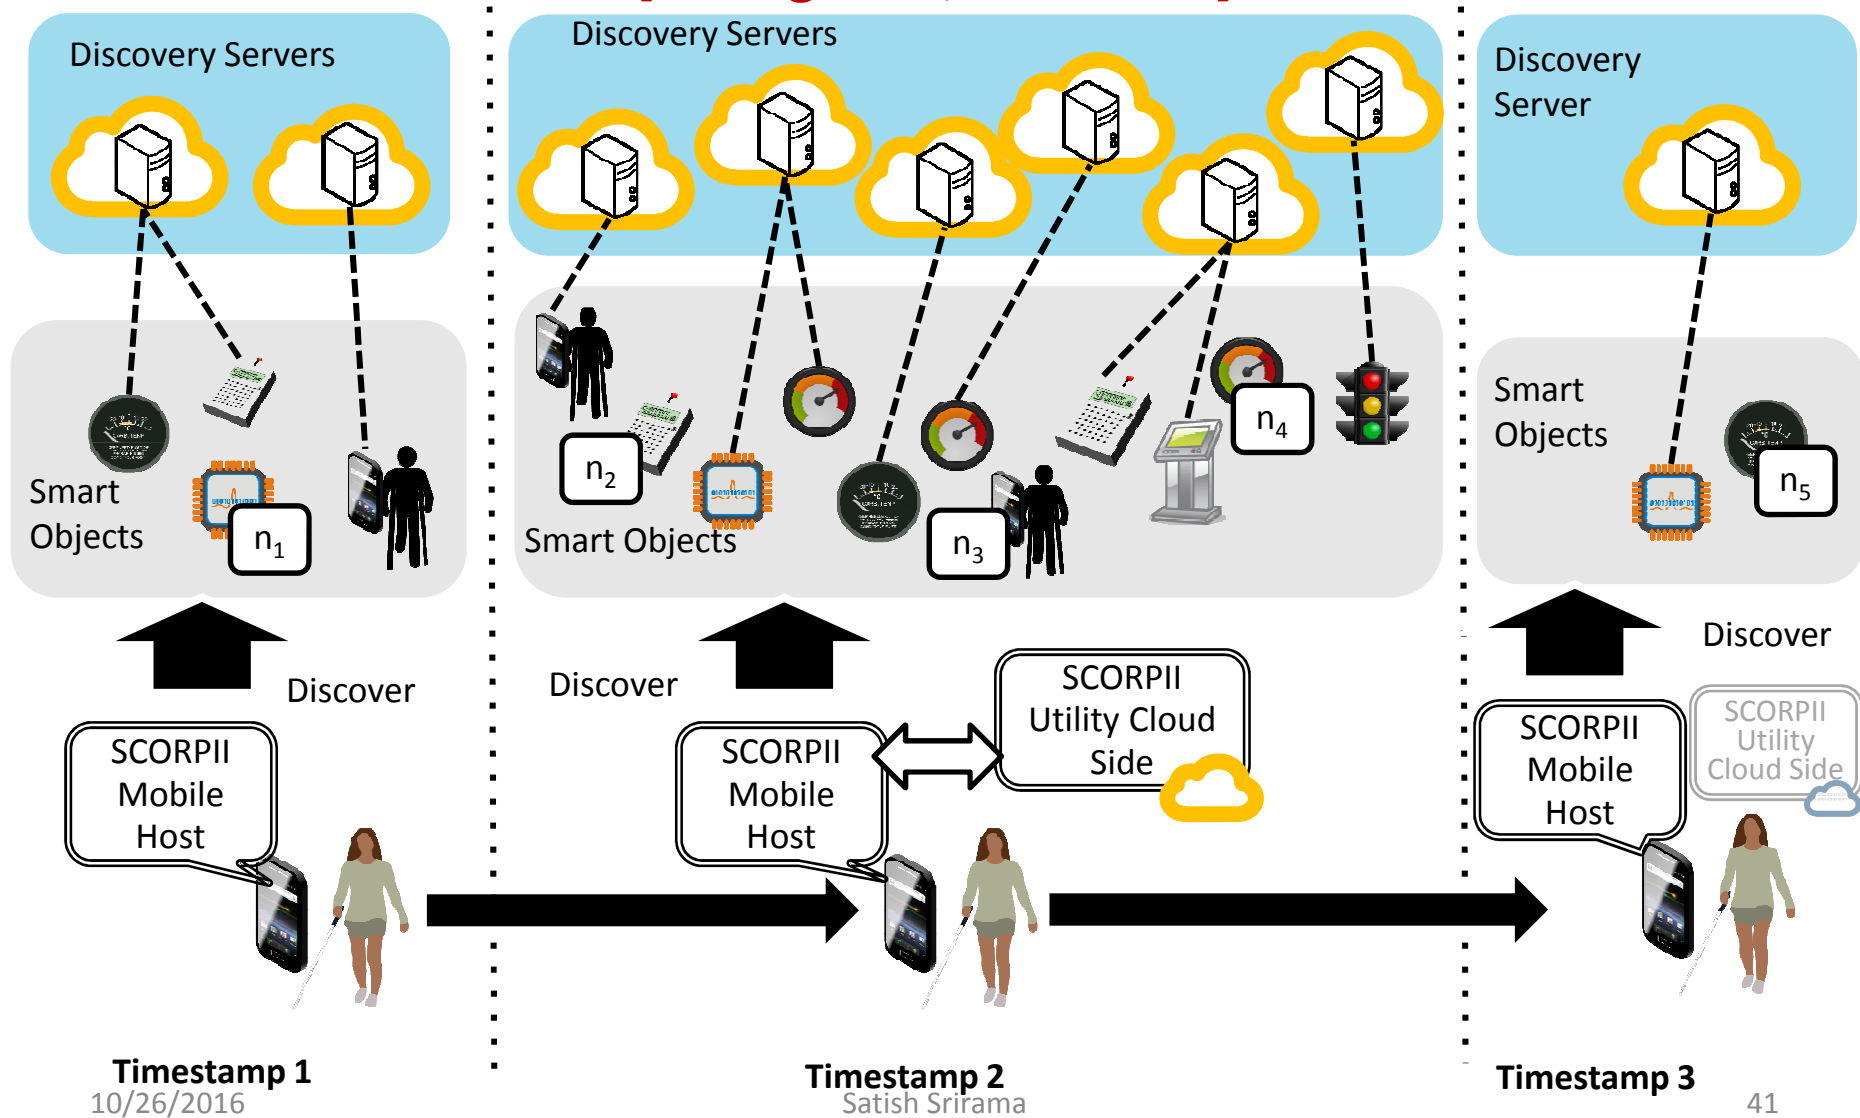 Discovery Servers
Discovery Servers
Discovery
Server
Smart
Objects
n1
n2
Smart Objects
n3
n4
Smart
Objects
n5
Discover
Discover
Discover
SCORPII
Mobile
Host
SCORPII
Mobile
Host
SCORPII
Utility Cloud
Side
SCORPII
Mobile
Host
SCORPII
Utility
Cloud Side
Timestamp 1
Timestamp 2
Timestamp 3
10/26/2016
Satish Srirama
41